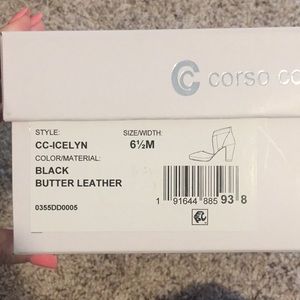 corso co
STYLE: SIZE/WIDTH:
CC-ICELYN 6½M
COLOR/MATERIAL:
BLACK
BUTTER LEATHER
0355DD0005
1 91644 885 93 8